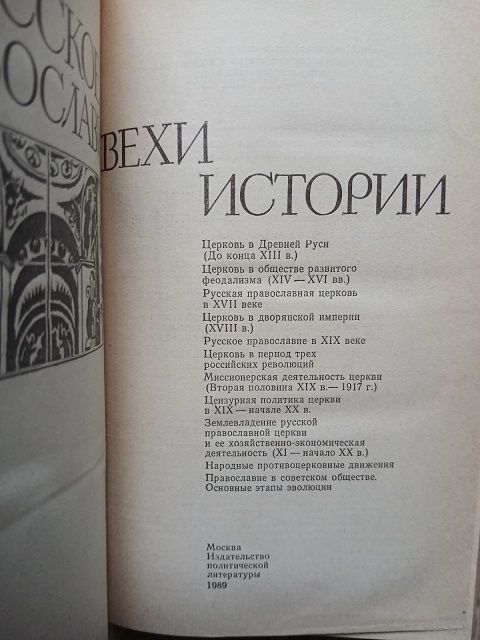 ССКОЕ
ОСЛАВ
ВЕХИ
ИСТОРИИ
Церковь в Древней Руси
(До конца XIII в.)
Церковь в обществе развитого
феодализма (XIV — XVI вв.)
Русская православная церковь
в XVII веке
Церковь в дворянской империи
(XVIII в.)
Русское православие в XIX веке
Церковь в период трех
российских революций
Миссионерская деятельность церкви
(Вторая половина XIX в.— 1917 г.)
Цензурная политика церкви
в XIX — начале XX в.
Землевладение русской
православной церкви
и ее хозяйственно-экономическая
деятельность (XI — начало XX в.)
Народные противоцерковные движения
Православие в советском обществе.
Основные этапы эволюции
Москва
Издательство
политической
литературы
1989